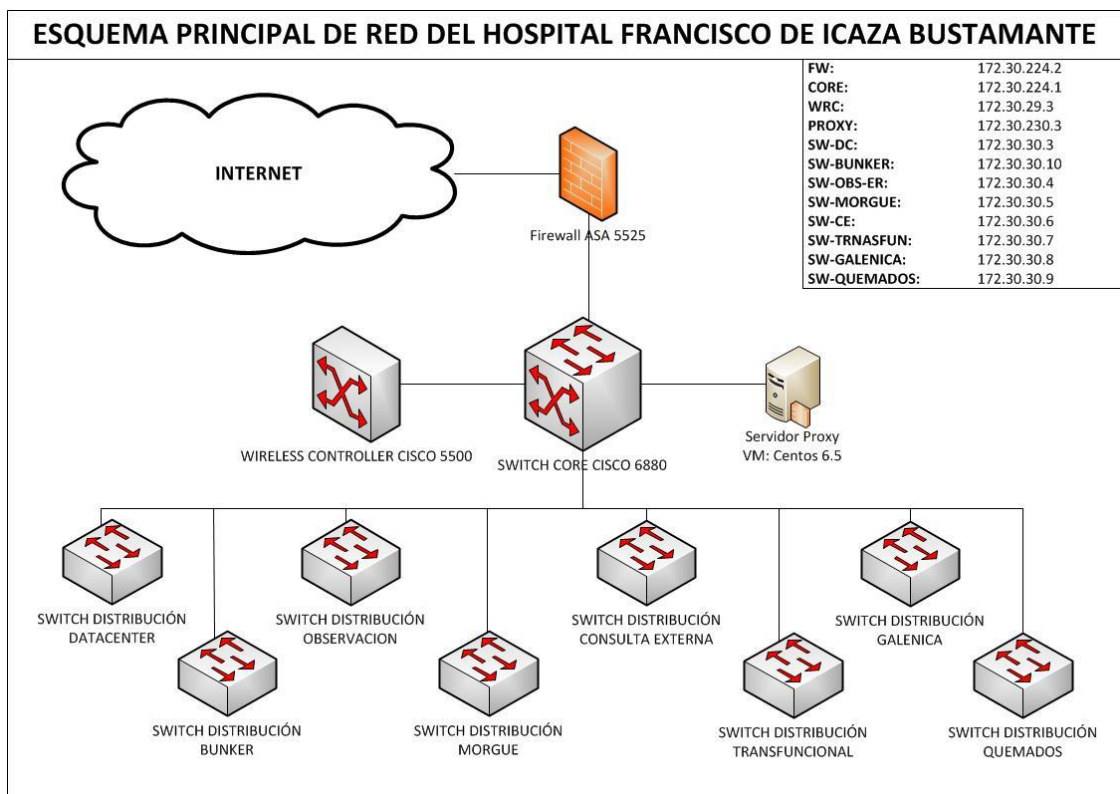 ESQUEMA PRINCIPAL DE RED DEL HOSPITAL FRANCISCO DE ICAZA BUSTAMANTE
FW: 172.30.224.2
CORE: 172.30.224.1
WRC: 172.30.29.3
PROXY: 172.30.230.3
SW-DC: 172.30.30.3
SW-BUNKER: 172.30.30.10
SW-OBS-ER: 172.30.30.4
SW-MORGUE: 172.30.30.5
SW-CE: 172.30.30.6
SW-TRNASFUN: 172.30.30.7
SW-GALENICA: 172.30.30.8
SW-QUEMADOS: 172.30.30.9
INTERNET
Firewall ASA 5525
WIRELESS CONTROLLER CISCO 5500
SWITCH CORE CISCO 6880
Servidor Proxy
VM: Centos 6.5
SWITCH DISTRIBUCIÓN
DATACENTER
SWITCH DISTRIBUCIÓN
OBSERVACION
SWITCH DISTRIBUCIÓN
CONSULTA EXTERNA
SWITCH DISTRIBUCIÓN
GALENICA
SWITCH DISTRIBUCIÓN
BUNKER
SWITCH DISTRIBUCIÓN
MORGUE
SWITCH DISTRIBUCIÓN
TRANSFUNCIONAL
SWITCH DISTRIBUCIÓN
QUEMADOS